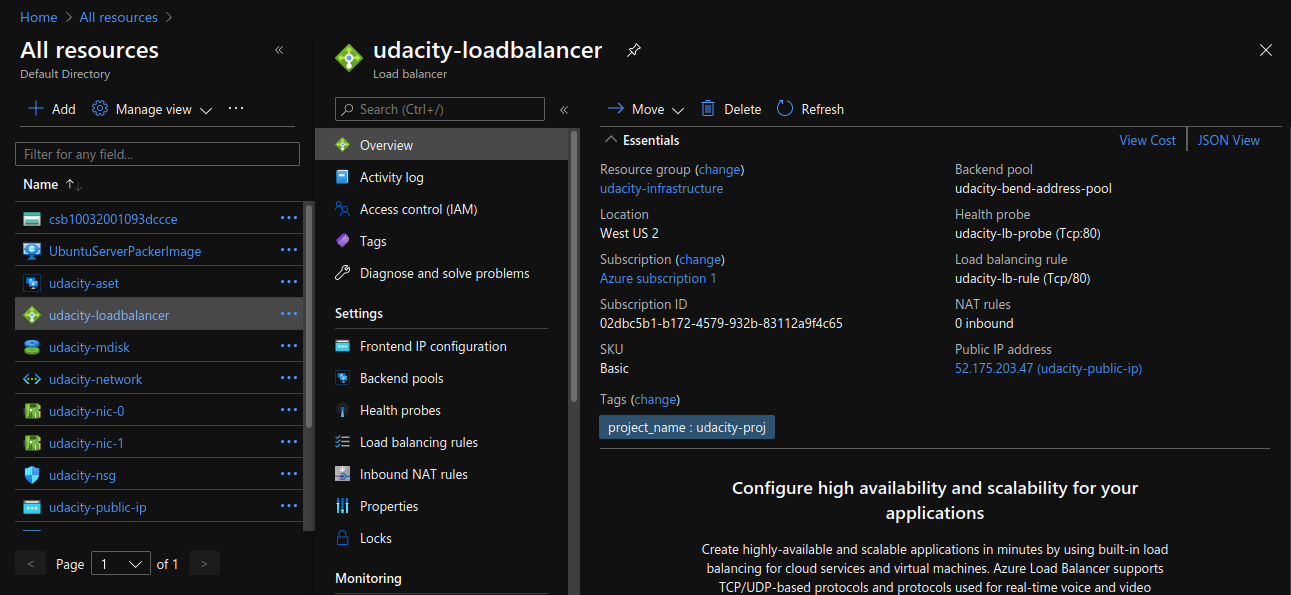 Home > All resources >
All resources
Default Directory
Add
Manage view
Filter for any field...
Name
csb10032001093dccce
UbuntuServerPackerImage
udacity-aset
udacity-loadbalancer
udacity-mdisk
udacity-network
udacity-nic-0
udacity-nic-1
udacity-nsg
udacity-public-ip
< Page 1 of 1 >
udacity-loadbalancer
Load balancer
Search (Ctrl+/)
Overview
Activity log
Access control (IAM)
Tags
Diagnose and solve problems
Settings
Frontend IP configuration
Backend pools
Health probes
Load balancing rules
Inbound NAT rules
Properties
Locks
Monitoring
Move
Delete
Refresh
Essentials
View Cost
JSON View
Resource group (change)
udacity-infrastructure
Location
West US 2
Subscription (change)
Azure subscription 1
Subscription ID
02dbc5b1-b172-4579-932b-83112a9f4c65
SKU
Basic
Backend pool
udacity-bend-address-pool
Health probe
udacity-lb-probe (Tcp:80)
Load balancing rule
udacity-lb-rule (Tcp/80)
NAT rules
0 inbound
Public IP address
52.175.203.47 (udacity-public-ip)
Tags (change)
project_name : udacity-proj
Configure high availability and scalability for your
applications
Create highly-available and scalable applications in minutes by using built-in load
balancing for cloud services and virtual machines. Azure Load Balancer supports
TCP/UDP-based protocols and protocols used for real-time voice and video